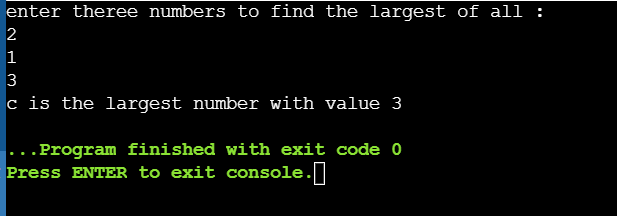 enter theree numbers to find the largest of all :
2
1
3
c is the largest number with value 3
...Program finished with exit code 0
Press ENTER to exit console.